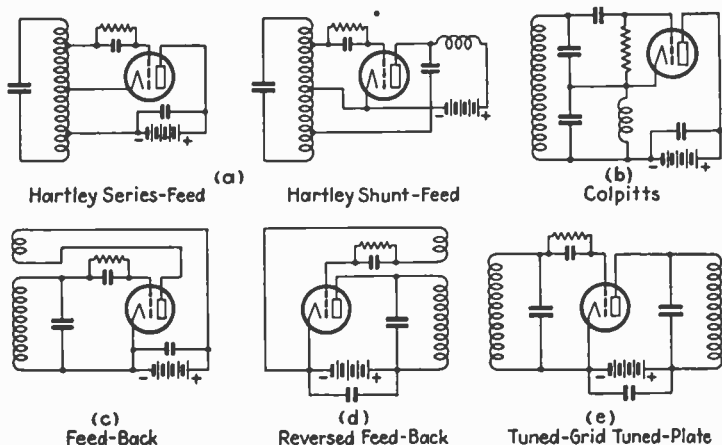 - +
- +
- +
(a)
(b)
Hartley Series-Feed
Hartley Shunt-Feed
Colpitts
- +
- +
- +
(c)
(d)
(e)
Feed-Back
Reversed Feed-Back
Tuned-Grid Tuned-Plate